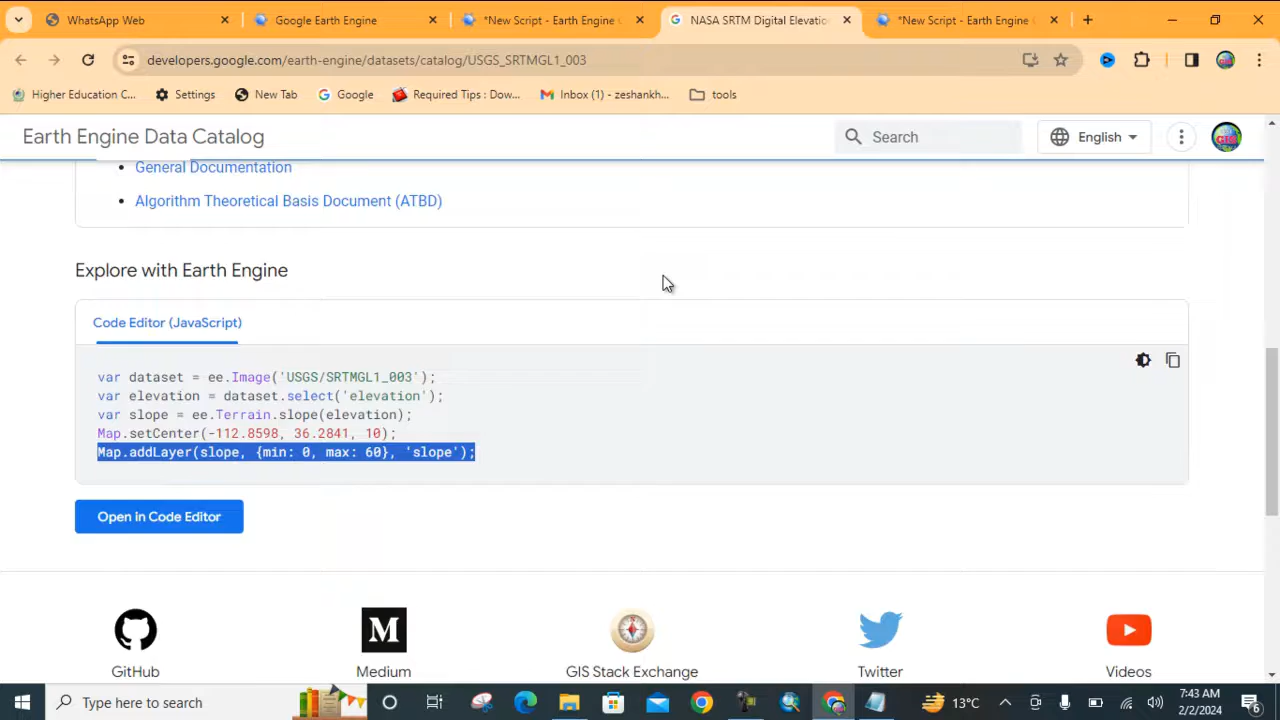 WhatsApp Web
Google Earth Engine
*New Script - Earth Engine
NASA SRTM Digital Elevatio
*New Script - Earth Engine
developers.google.com/earth-engine/datasets/catalog/USGS_SRTMGL1_003
Higher Education C...
Settings
New Tab
Google
Required Tips : Dow...
Inbox (1) - zeshankh...
tools
Earth Engine Data Catalog
Search
English
General Documentation
Algorithm Theoretical Basis Document (ATBD)
Explore with Earth Engine
Code Editor (JavaScript)
var dataset = ee.Image('USGS/SRTMGL1_003');
var elevation = dataset.select('elevation');
var slope = ee.Terrain.slope(elevation);
Map.setCenter(-112.8598, 36.2841, 10);
Map.addLayer(slope, {min: 0, max: 60}, 'slope');
Open in Code Editor
GitHub
Medium
GIS Stack Exchange
Twitter
Videos
Type here to search
13°C
7:43 AM
2/2/2024
6